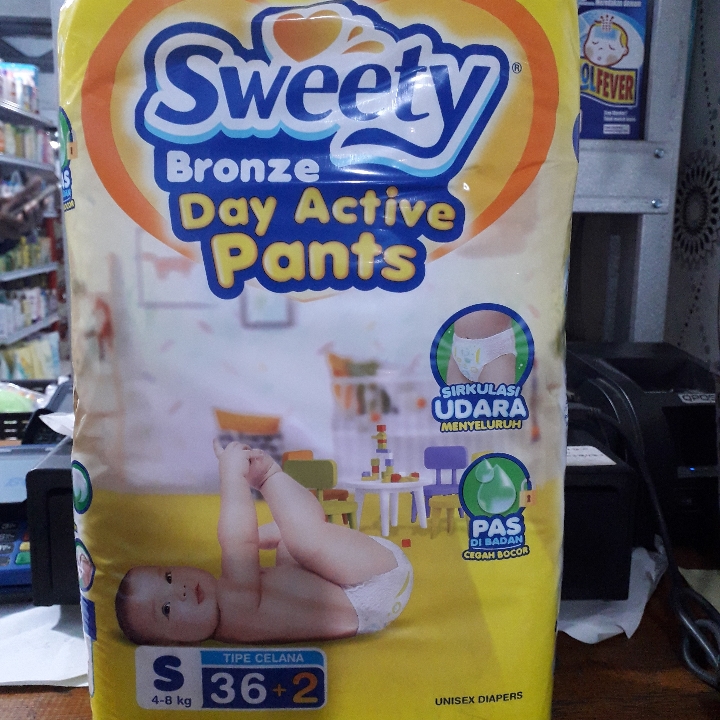 Sweety®
Bronze
Day Active
Pants
SIRKULASI
UDARA
MENYELURUH
PAS
DI BADAN
CEGAH BOCOR
S
4-8 kg
TIPE CELANA
36+2
UNISEX DIAPERS
OLFEVER